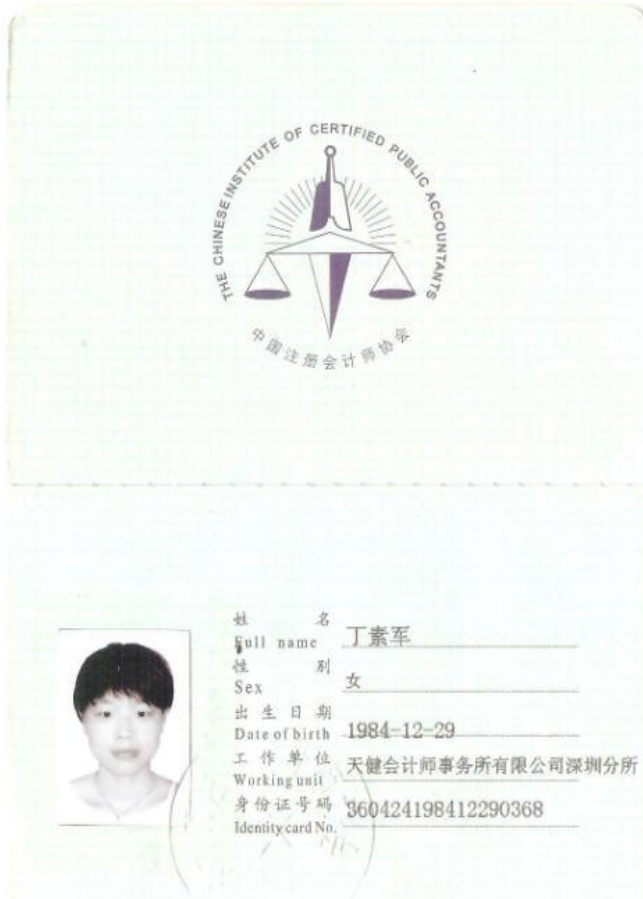 THE CHINESE INSTITUTE OF CERTIFIED PUBLIC ACCOUNTANTS
中国注册会计师协会
姓 名
Full name
丁素军
性 别
Sex
女
出生日期
Date of birth
1984-12-29
工作单位
Working unit
天健会计师事务所有限公司深圳分所
身份证号码
Identity card No.
360424198412290368